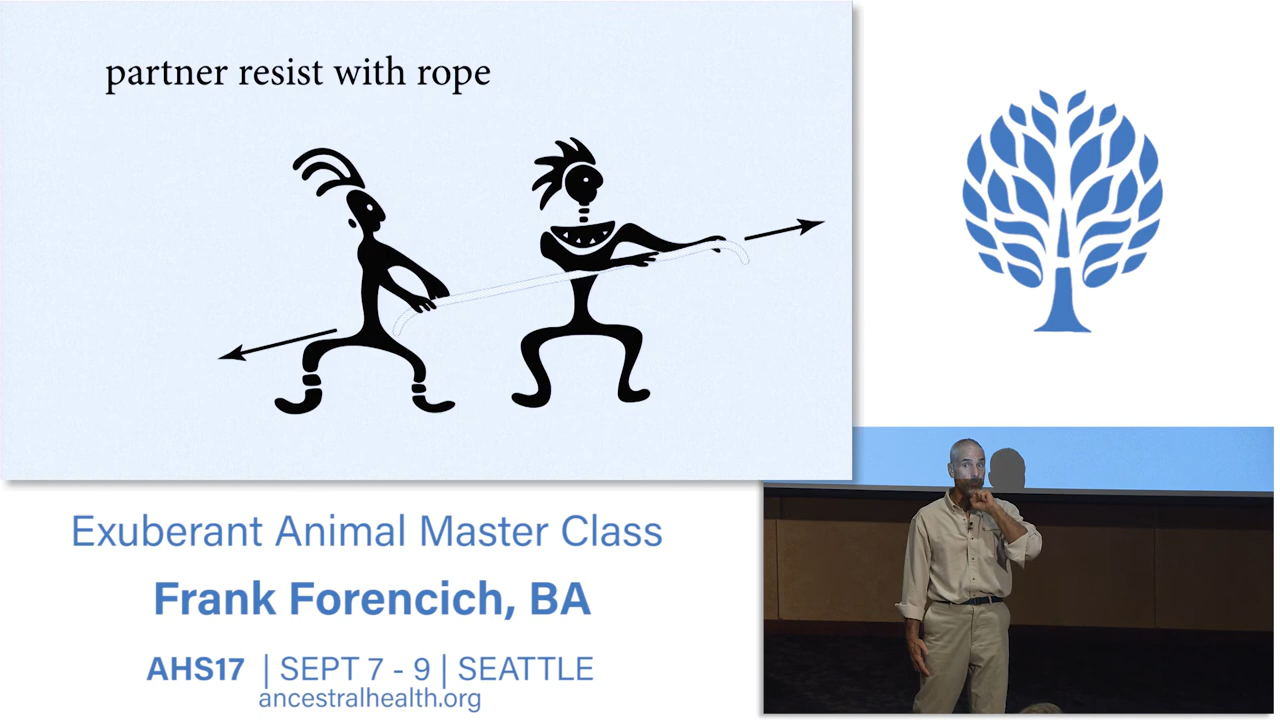 partner resist with rope
Exuberant Animal Master Class
Frank Forencich, BA
AHS17 | SEPT 7 - 9 | SEATTLE
ancestralhealth.org